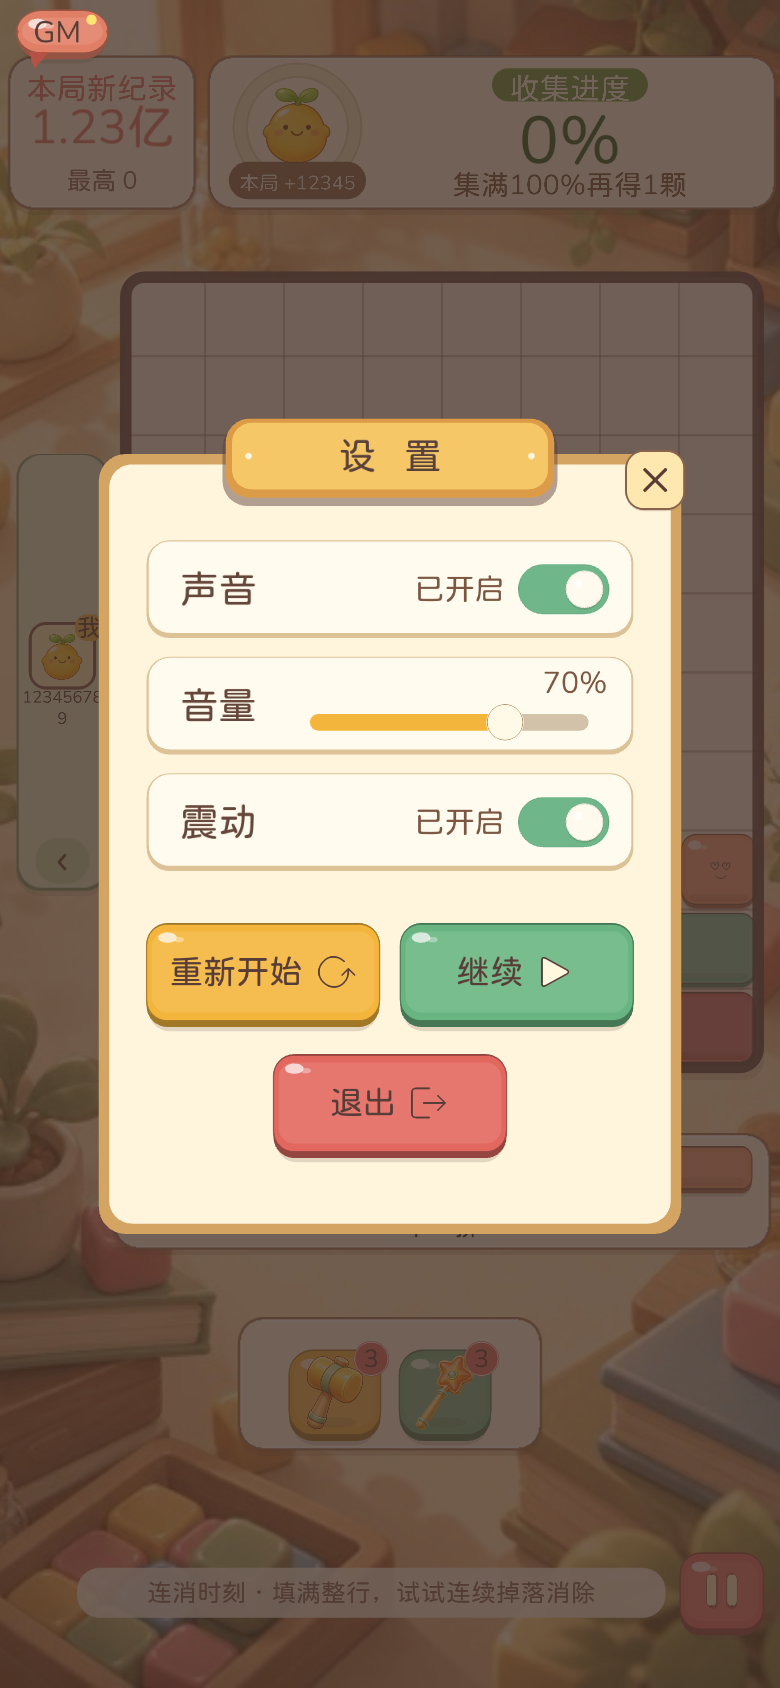 GM
本局新纪录
1.23亿
最高 0
本局 +12345
收集进度
0%
集满100%再得1颗
设 置
声音 已开启
我
12345678
9
音量 70%
震动 已开启
重新开始 继续
退出
3 3
连消时刻 · 填满整行，试试连续掉落消除